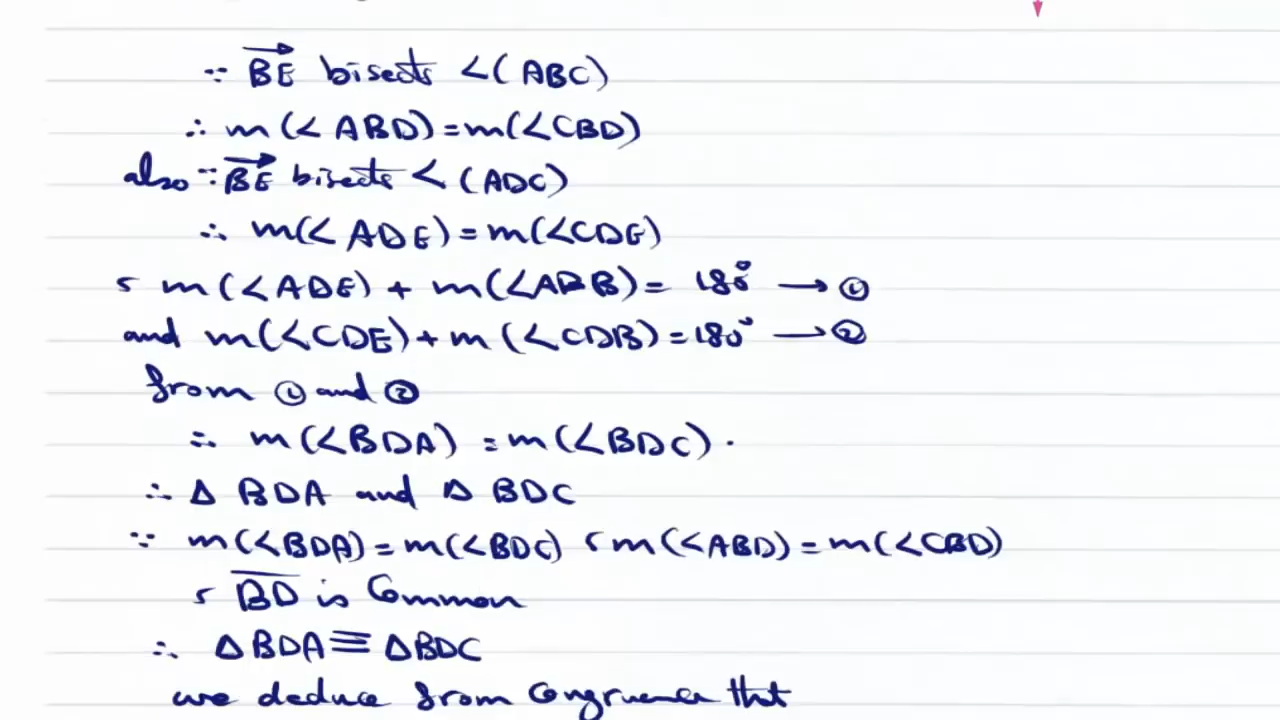 ∵ BE bisects <(ABC)
∴ m(< ABD) = m(<CBD)
also ∵ BE bisects < (ADC)
∴ m(< ADE) = m(<CDE)
، m(<ADE) + m(<ADB) = 180° → ①
and m(<CDE) + m(<CDB) = 180° → ②
from ① and ②
∴ m(<BDA) = m(<BDC).
∴ Δ BDA and Δ BDC
∵ m(<BDA) = m(<BDC) ، m(<ABD) = m(<CBD)
، BD is Common
∴ ΔBDA ≡ ΔBDC
we deduce from Congruence that